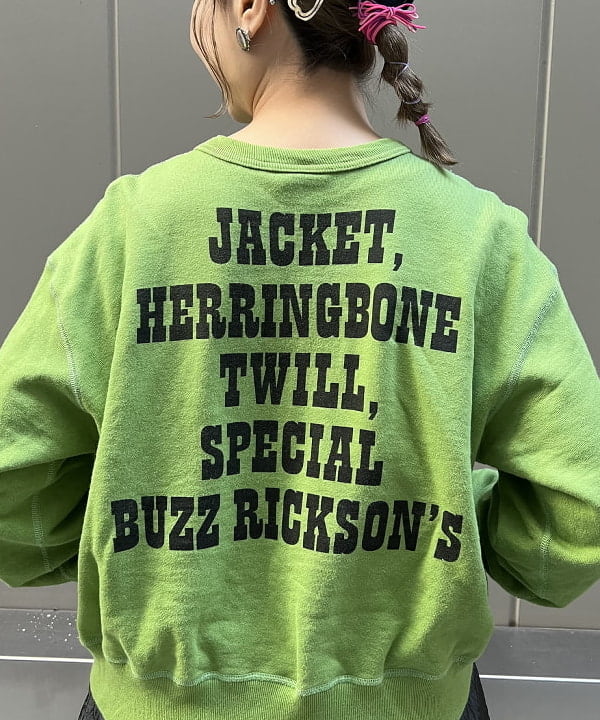 JACKET,
HERRINGBONE
TWILL,
SPECIAL
BUZZ RICKSON'S